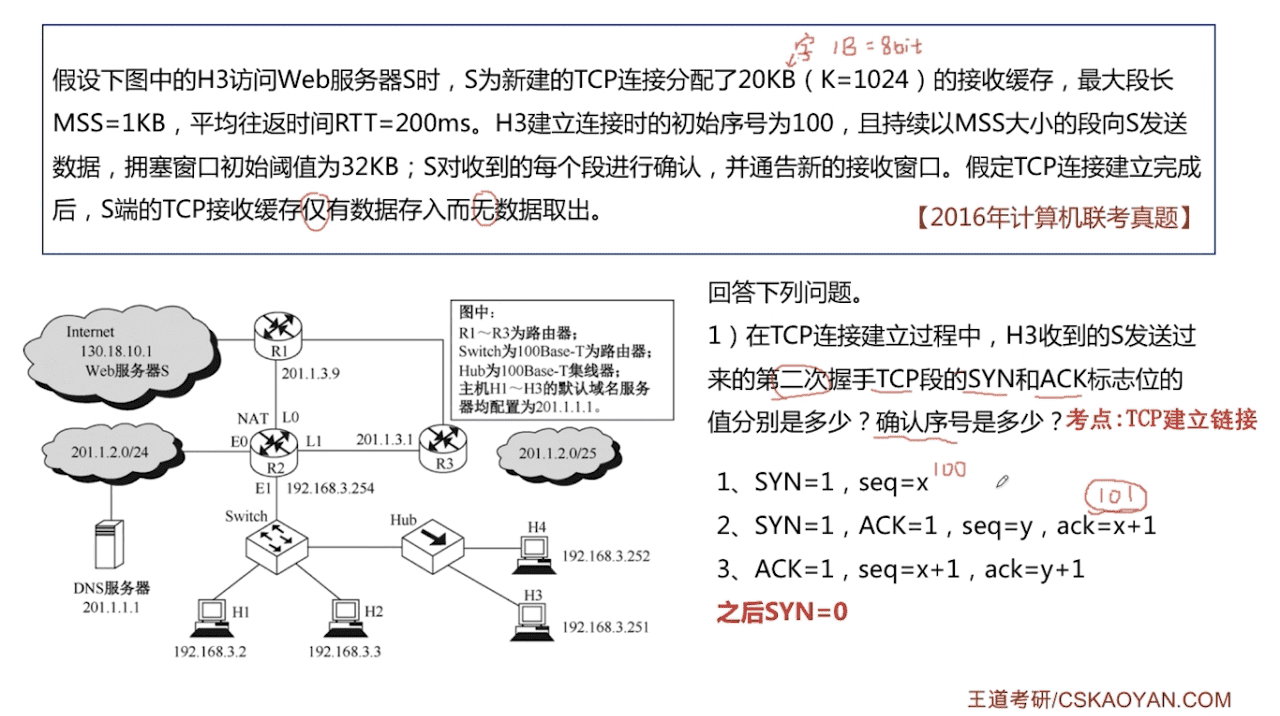 字 1B=8bit
假设下图中的H3访问Web服务器S时，S为新建的TCP连接分配了20KB（K=1024）的接收缓存，最大段长
MSS=1KB，平均往返时间RTT=200ms。H3建立连接时的初始序号为100，且持续以MSS大小的段向S发送
数据，拥塞窗口初始阈值为32KB；S对收到的每个段进行确认，并通告新的接收窗口。假定TCP连接建立完成
后，S端的TCP接收缓存仅有数据存入而无数据取出。
【2016年计算机联考真题】
Internet
130.18.10.1
Web服务器S
R1
201.1.3.9
图中：
R1～R3为路由器；
Switch为100Base-T为路由器；
Hub为100Base-T集线器；
主机H1～H3的默认域名服务
器均配置为201.1.1.1。
NAT L0
201.1.2.0/24
E0
L1
201.1.3.1
R2
R3
201.1.2.0/25
E1
192.168.3.254
Switch
Hub
H4
192.168.3.252
DNS服务器
201.1.1.1
H1
H2
H3
192.168.3.251
192.168.3.2
192.168.3.3
回答下列问题。
1）在TCP连接建立过程中，H3收到的S发送过
来的第二次握手TCP段的SYN和ACK标志位的
值分别是多少？确认序号是多少？考点:TCP建立链接
1、SYN=1，seq=x 100
101
2、SYN=1，ACK=1，seq=y，ack=x+1
3、ACK=1，seq=x+1，ack=y+1
之后SYN=0
王道考研/CSKAOYAN.COM